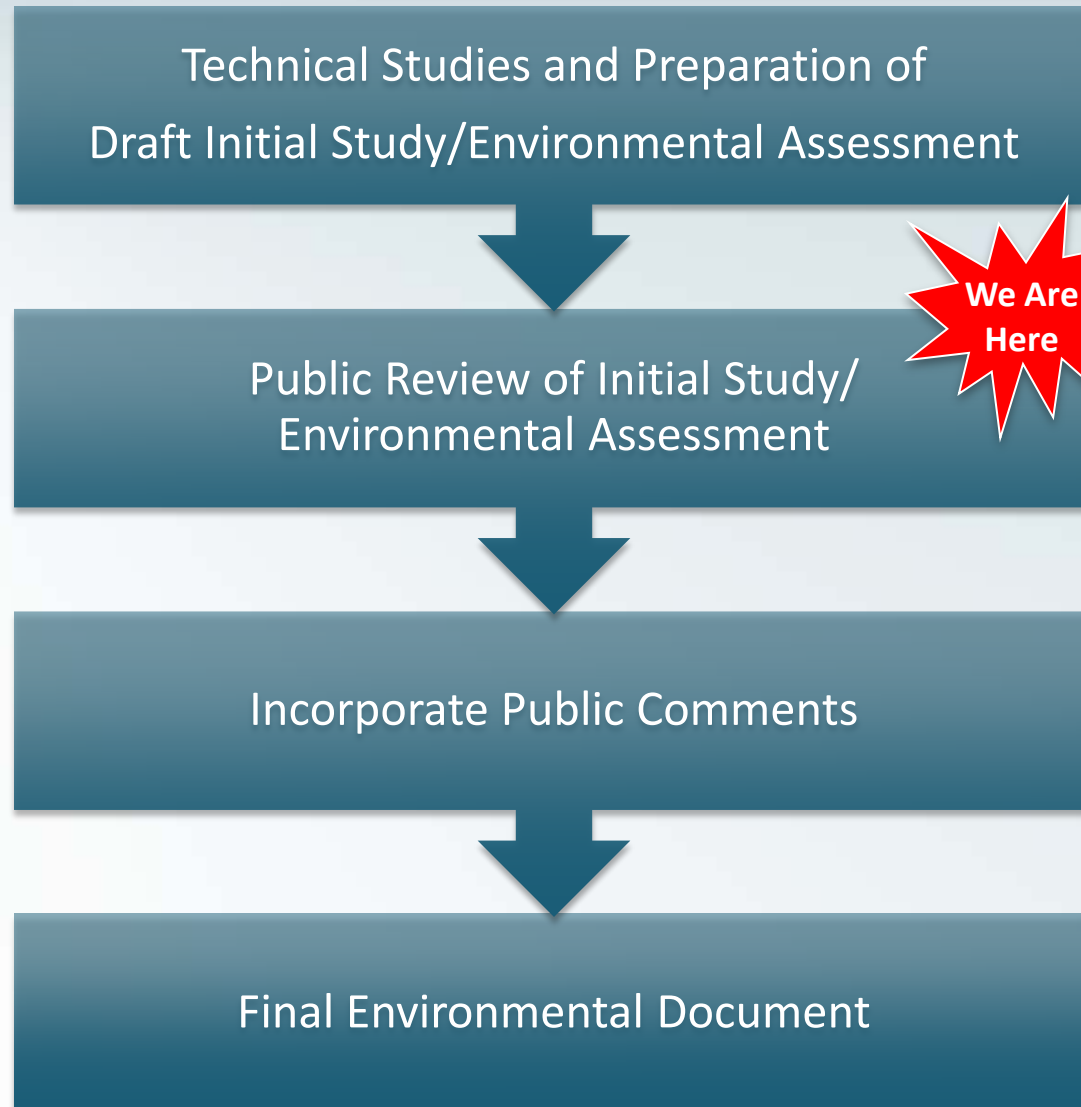 Technical Studies and Preparation of
Draft Initial Study/Environmental Assessment
We Are
Here
Public Review of Initial Study/
Environmental Assessment
Incorporate Public Comments
Final Environmental Document